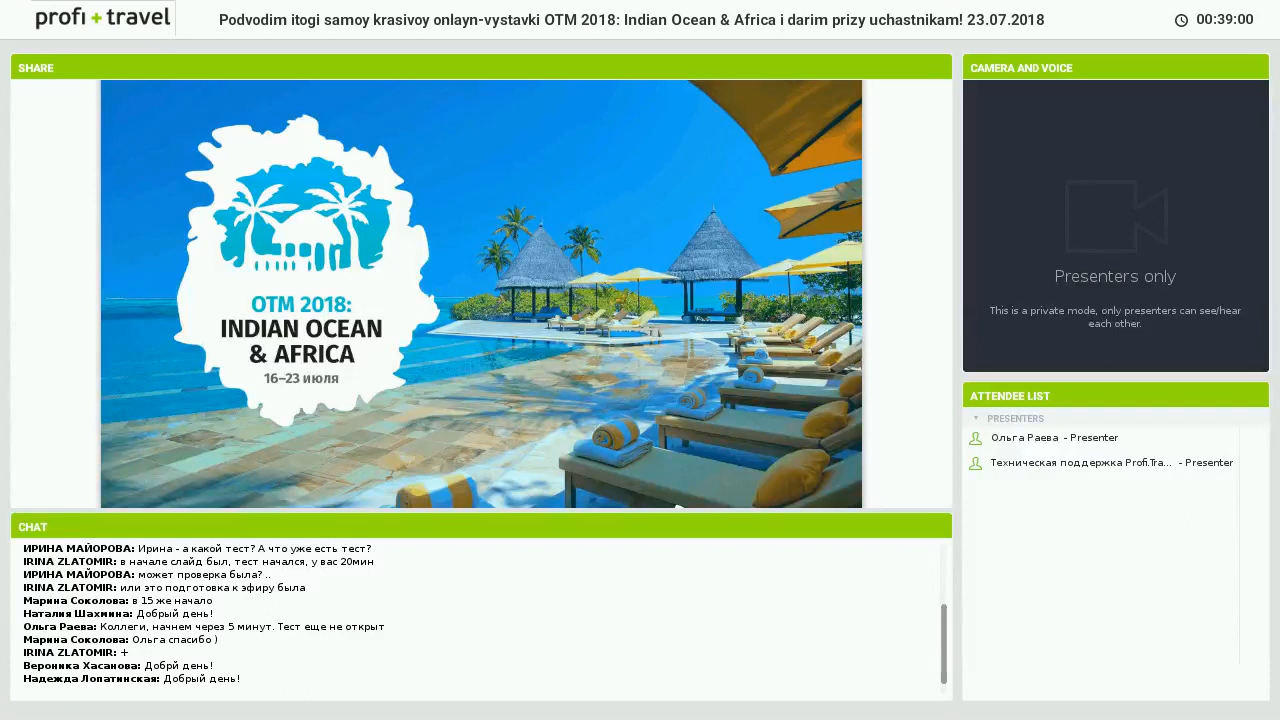 profi + travel
Podvodim itogi samoy krasivoy onlayn-vystavki OTM 2018: Indian Ocean & Africa i darim prizy uchastnikam! 23.07.2018
00:39:00
SHARE
OTM 2018:
INDIAN OCEAN
& AFRICA
16–23 июля
CAMERA AND VOICE
Presenters only
This is a private mode, only presenters can see/hear
each other.
ATTENDEE LIST
PRESENTERS
Ольга Раева - Presenter
Техническая поддержка Profi.Tra... - Presenter
CHAT
ИРИНА МАЙОРОВА: Ирина - а какой тест? А что уже есть тест?
IRINA ZLATOMIR: в начале слайд был, тест начался, у вас 20мин
ИРИНА МАЙОРОВА: может проверка была? ..
IRINA ZLATOMIR: или это подготовка к эфиру была
Марина Соколова: в 15 же начало
Наталия Шахмина: Добрый день!
Ольга Раева: Коллеги, начнем через 5 минут. Тест еще не открыт
Марина Соколова: Ольга спасибо )
IRINA ZLATOMIR: +
Вероника Хасанова: Добрй день!
Надежда Лопатинская: Добрый день!